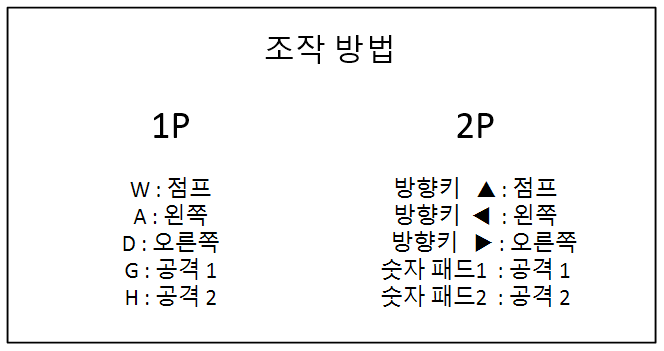 조작 방법
1P
W : 점프
A : 왼쪽
D : 오른쪽
G : 공격 1
H : 공격 2
2P
방향키 ▲ : 점프
방향키 ◀ : 왼쪽
방향키 ▶ : 오른쪽
숫자 패드1 : 공격 1
숫자 패드2 : 공격 2